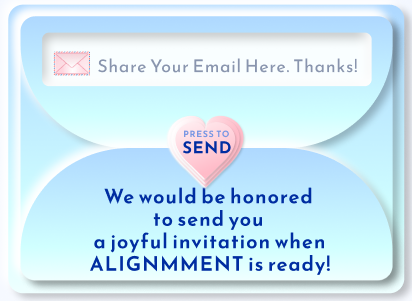 Share Your Email Here. Thanks!
PRESS TO
SEND
We would be honored
to send you
a joyful invitation when
ALIGNMMENT is ready!